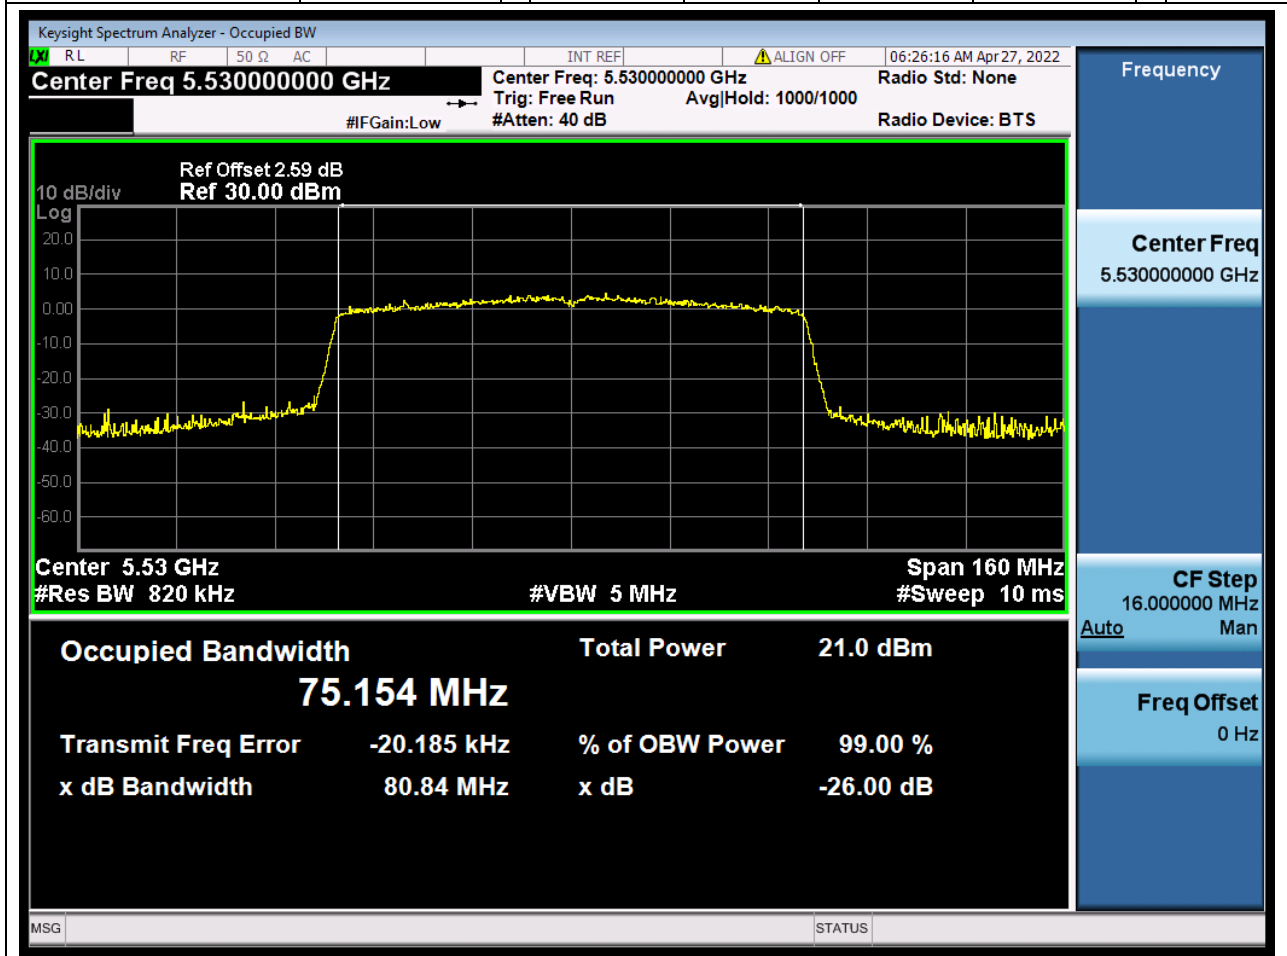 Keysight Spectrum Analyzer - Occupied BW
LXI RL RF 50 Ω AC INT REF ALIGN OFF 06:26:16 AM Apr 27, 2022
Center Freq 5.530000000 GHz
Center Freq: 5.530000000 GHz
Radio Std: None
Trig: Free Run Avg|Hold: 1000/1000
#IFGain:Low
#Atten: 40 dB
Radio Device: BTS
Ref Offset 2.59 dB
10 dB/div Ref 30.00 dBm
Log
20.0
10.0
0.00
-10.0
-20.0
-30.0
-40.0
-50.0
-60.0
Center 5.53 GHz Span 160 MHz
#Res BW 820 kHz #VBW 5 MHz #Sweep 10 ms
Occupied Bandwidth Total Power 21.0 dBm
75.154 MHz
Transmit Freq Error -20.185 kHz % of OBW Power 99.00 %
x dB Bandwidth 80.84 MHz x dB -26.00 dB
MSG STATUS
Frequency
Center Freq
5.530000000 GHz
CF Step
16.000000 MHz
Auto Man
Freq Offset
0 Hz